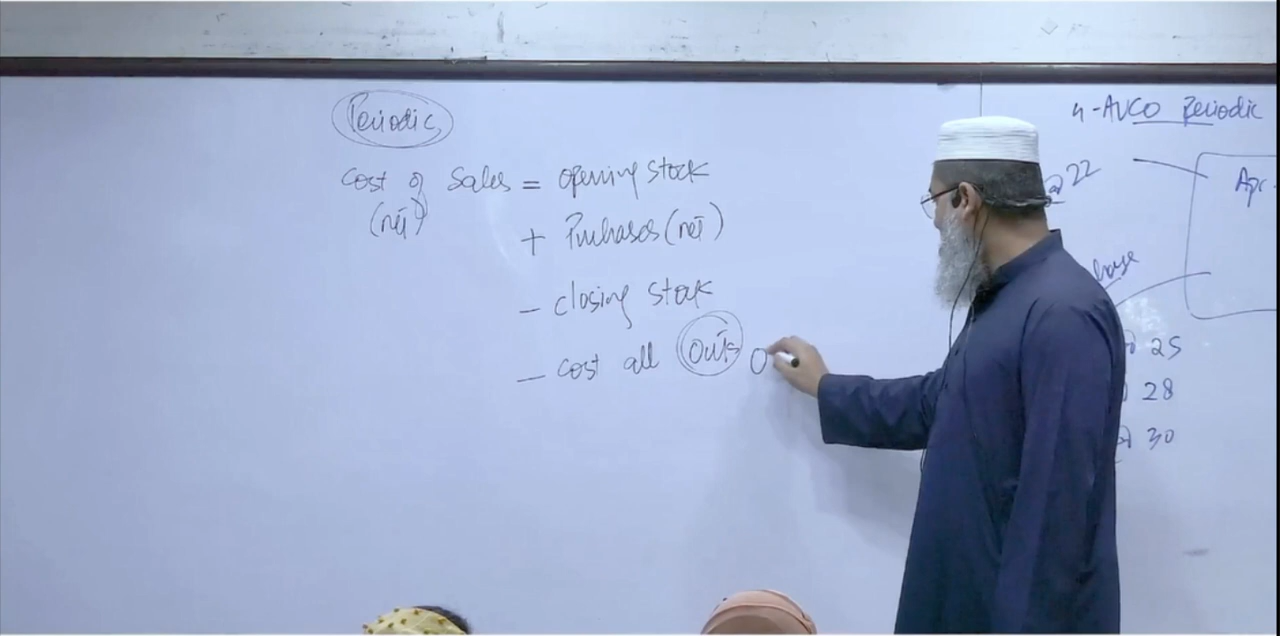 Periodic
Cost of Sales = opening stock
(net)
+ Purchases (net)
- closing stock
- cost all outs O
4-AVCO Periodic
@ 22
Apr
@ 25
@ 28
@ 30